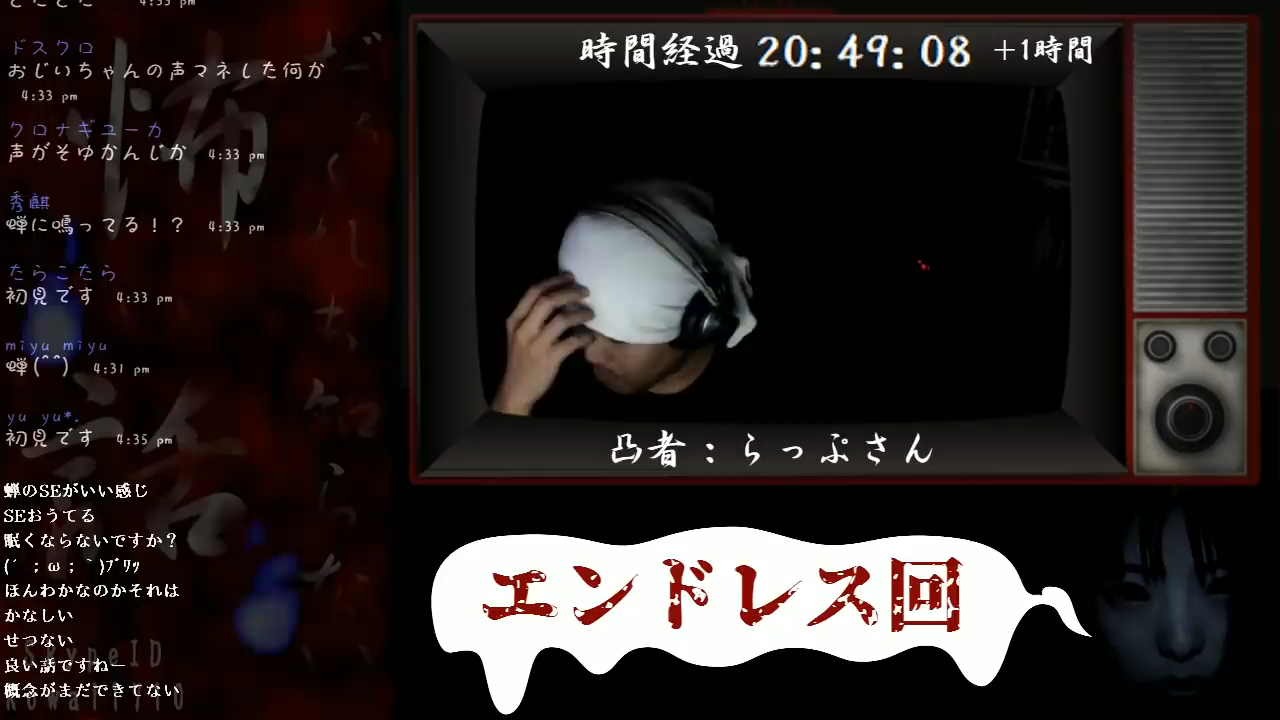 4:33 pm
ドスクロ
おじいちゃんの声マネした何か
4:33 pm
クロナギユーカ
声がそゆかんじか 4:33 pm
秀麒
蝉に鳴ってる！？ 4:33 pm
たらこたら
初見です 4:33 pm
miyu miyu
蝉(^^) 4:31 pm
yu yu*.
初見です 4:35 pm
蝉のSEがいい感じ
SEおうてる
眠くならないですか？
(´；ω；｀)ﾌﾞﾜｯ
ほんわかなのかそれは
かなしい
せつない
良い話ですねー
概念がまだできてない
怖
話
時間経過 20:49:08 ＋1時間
凸者：らっぷさん
エンドレス回